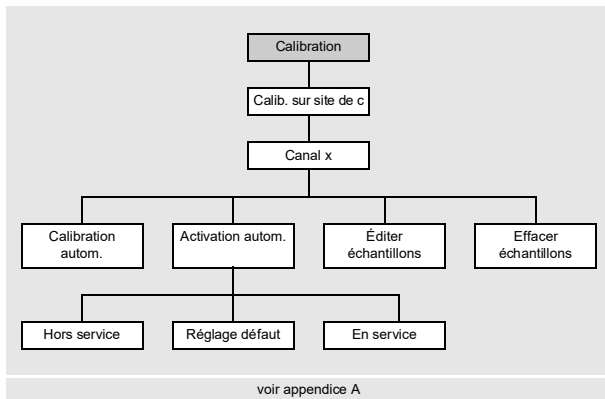 Calibration
Calib. sur site de c
Canal x
Calibration
autom.
Activation autom.
Éditer
échantillons
Effacer
échantillons
Hors service
Réglage défaut
En service
voir appendice A